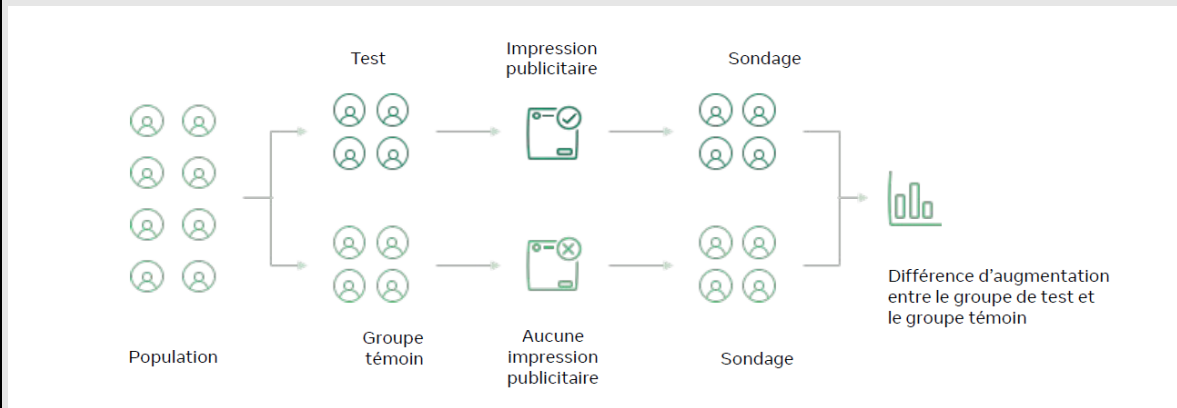 Test
Impression
publicitaire
Sondage
Population
Groupe
témoin
Aucune
impression
publicitaire
Sondage
Différence d'augmentation
entre le groupe de test et
le groupe témoin